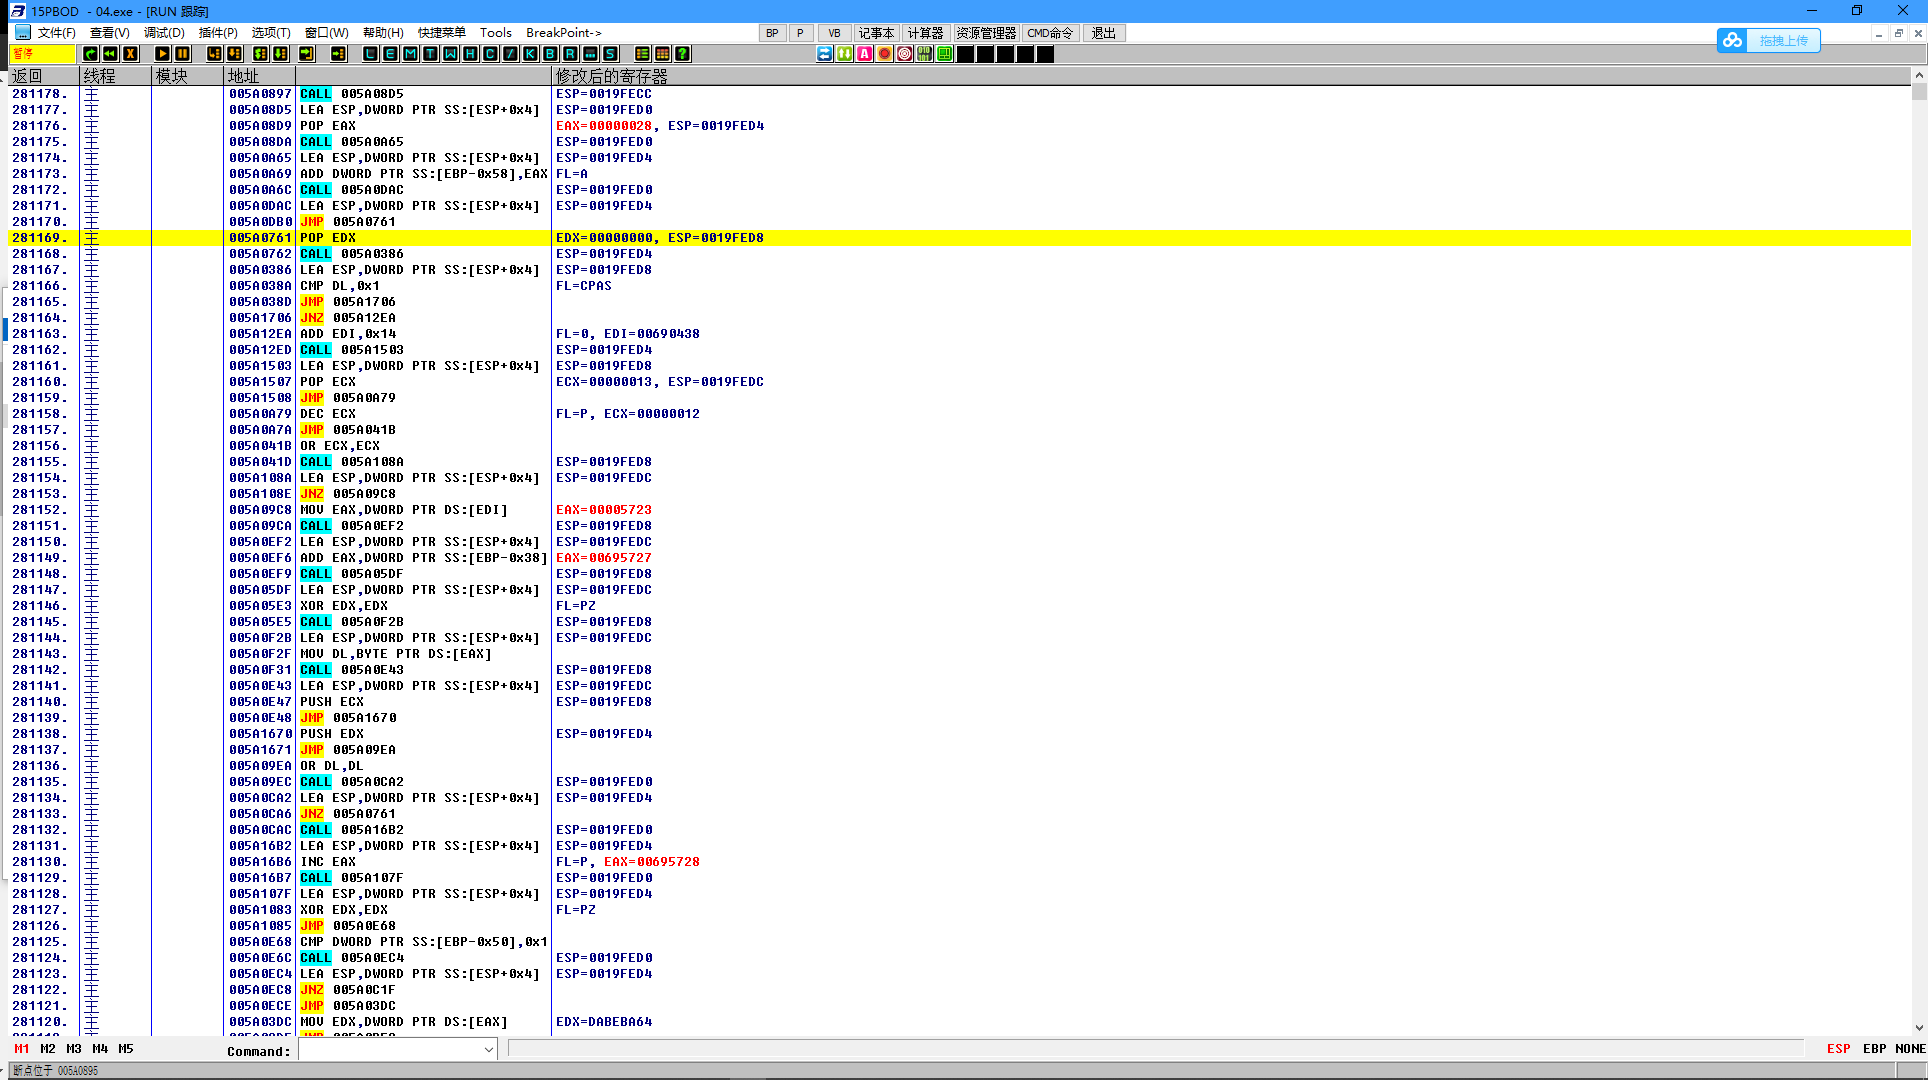 15PBOD - 04.exe - [RUN 跟踪]
文件(F) 查看(V) 调试(D) 插件(P) 选项(T) 窗口(W) 帮助(H) 快捷菜单 Tools BreakPoint-> BP P VB 记事本 计算器 资源管理器 CMD命令 退出
拖拽上传
暂停 L E M T W H C / K B R ... S ?
返回 线程 模块 地址 修改后的寄存器
281178. 主 005A0897 CALL 005A08D5 ESP=0019FECC
281177. 主 005A08D5 LEA ESP,DWORD PTR SS:[ESP+0x4] ESP=0019FED0
281176. 主 005A08D9 POP EAX EAX=00000028, ESP=0019FED4
281175. 主 005A08DA CALL 005A0A65 ESP=0019FED0
281174. 主 005A0A65 LEA ESP,DWORD PTR SS:[ESP+0x4] ESP=0019FED4
281173. 主 005A0A69 ADD DWORD PTR SS:[EBP-0x58],EAX FL=A
281172. 主 005A0A6C CALL 005A0DAC ESP=0019FED0
281171. 主 005A0DAC LEA ESP,DWORD PTR SS:[ESP+0x4] ESP=0019FED4
281170. 主 005A0DB0 JMP 005A0761
281169. 主 005A0761 POP EDX EDX=00000000, ESP=0019FED8
281168. 主 005A0762 CALL 005A0386 ESP=0019FED4
281167. 主 005A0386 LEA ESP,DWORD PTR SS:[ESP+0x4] ESP=0019FED8
281166. 主 005A038A CMP DL,0x1 FL=CPAS
281165. 主 005A038D JMP 005A1706
281164. 主 005A1706 JNZ 005A12EA
281163. 主 005A12EA ADD EDI,0x14 FL=0, EDI=00690438
281162. 主 005A12ED CALL 005A1503 ESP=0019FED4
281161. 主 005A1503 LEA ESP,DWORD PTR SS:[ESP+0x4] ESP=0019FED8
281160. 主 005A1507 POP ECX ECX=00000013, ESP=0019FEDC
281159. 主 005A1508 JMP 005A0A79
281158. 主 005A0A79 DEC ECX FL=P, ECX=00000012
281157. 主 005A0A7A JMP 005A041B
281156. 主 005A041B OR ECX,ECX
281155. 主 005A041D CALL 005A108A ESP=0019FED8
281154. 主 005A108A LEA ESP,DWORD PTR SS:[ESP+0x4] ESP=0019FEDC
281153. 主 005A108E JNZ 005A09C8
281152. 主 005A09C8 MOV EAX,DWORD PTR DS:[EDI] EAX=00005723
281151. 主 005A09CA CALL 005A0EF2 ESP=0019FED8
281150. 主 005A0EF2 LEA ESP,DWORD PTR SS:[ESP+0x4] ESP=0019FEDC
281149. 主 005A0EF6 ADD EAX,DWORD PTR SS:[EBP-0x38] EAX=00695727
281148. 主 005A0EF9 CALL 005A05DF ESP=0019FED8
281147. 主 005A05DF LEA ESP,DWORD PTR SS:[ESP+0x4] ESP=0019FEDC
281146. 主 005A05E3 XOR EDX,EDX FL=PZ
281145. 主 005A05E5 CALL 005A0F2B ESP=0019FED8
281144. 主 005A0F2B LEA ESP,DWORD PTR SS:[ESP+0x4] ESP=0019FEDC
281143. 主 005A0F2F MOV DL,BYTE PTR DS:[EAX]
281142. 主 005A0F31 CALL 005A0E43 ESP=0019FED8
281141. 主 005A0E43 LEA ESP,DWORD PTR SS:[ESP+0x4] ESP=0019FEDC
281140. 主 005A0E47 PUSH ECX ESP=0019FED8
281139. 主 005A0E48 JMP 005A1670
281138. 主 005A1670 PUSH EDX ESP=0019FED4
281137. 主 005A1671 JMP 005A09EA
281136. 主 005A09EA OR DL,DL
281135. 主 005A09EC CALL 005A0CA2 ESP=0019FED0
281134. 主 005A0CA2 LEA ESP,DWORD PTR SS:[ESP+0x4] ESP=0019FED4
281133. 主 005A0CA6 JNZ 005A0761
281132. 主 005A0CAC CALL 005A16B2 ESP=0019FED0
281131. 主 005A16B2 LEA ESP,DWORD PTR SS:[ESP+0x4] ESP=0019FED4
281130. 主 005A16B6 INC EAX FL=P, EAX=00695728
281129. 主 005A16B7 CALL 005A107F ESP=0019FED0
281128. 主 005A107F LEA ESP,DWORD PTR SS:[ESP+0x4] ESP=0019FED4
281127. 主 005A1083 XOR EDX,EDX FL=PZ
281126. 主 005A1085 JMP 005A0E68
281125. 主 005A0E68 CMP DWORD PTR SS:[EBP-0x50],0x1
281124. 主 005A0E6C CALL 005A0EC4 ESP=0019FED0
281123. 主 005A0EC4 LEA ESP,DWORD PTR SS:[ESP+0x4] ESP=0019FED4
281122. 主 005A0EC8 JNZ 005A0C1F
281121. 主 005A0ECE JMP 005A03DC
281120. 主 005A03DC MOV EDX,DWORD PTR DS:[EAX] EDX=DABEBA64
M1 M2 M3 M4 M5 Command: ESP EBP NONE
断点位于 005A0895